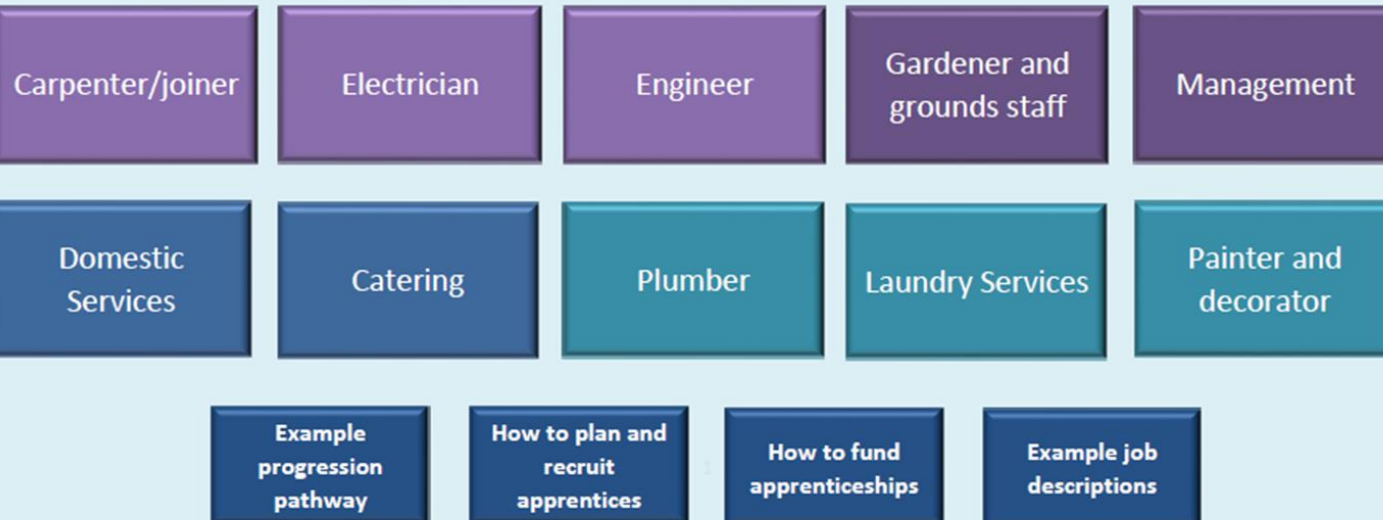 Carpenter/joiner
Electrician
Engineer
Gardener and
grounds staff
Management
Domestic
Services
Catering
Plumber
Laundry Services
Painter and
decorator
Example
progression
pathway
How to plan and
recruit
apprentices
1
How to fund
apprenticeships
Example job
descriptions